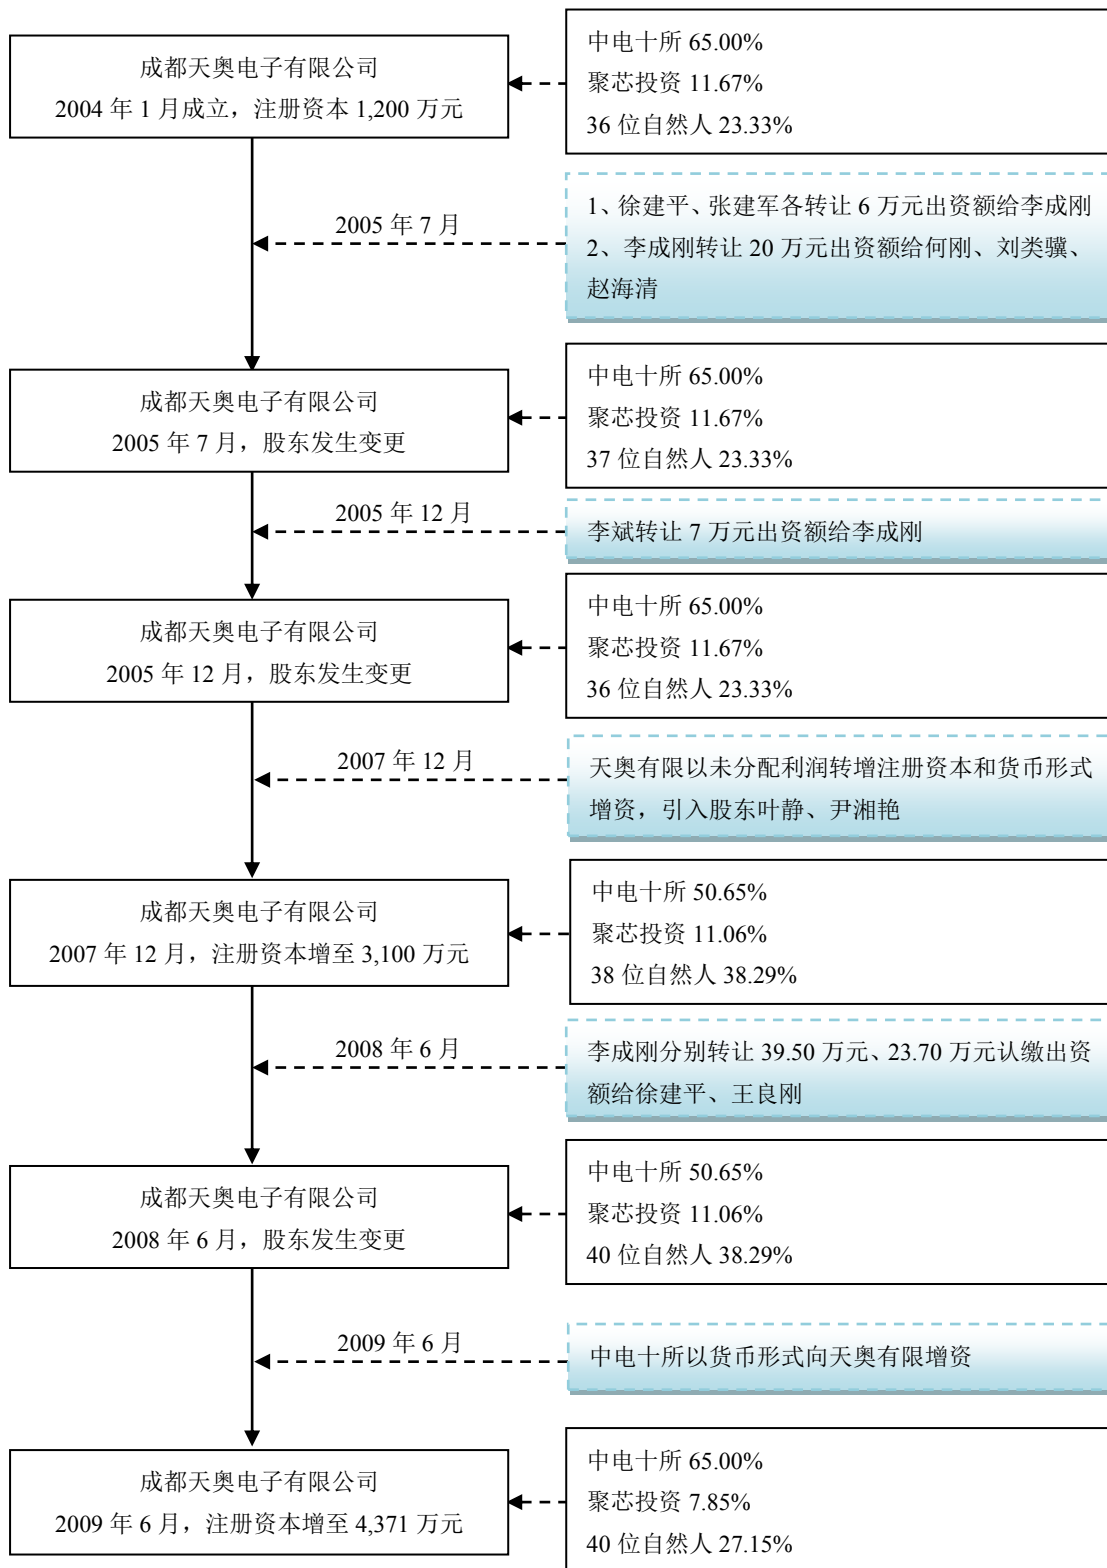 成都天奥电子有限公司
2004 年 1 月成立，注册资本 1,200 万元
中电十所 65.00%
聚芯投资 11.67%
36 位自然人 23.33%
2005 年 7 月
1、徐建平、张建军各转让 6 万元出资额给李成刚
2、李成刚转让 20 万元出资额给何刚、刘类骥、
赵海清
成都天奥电子有限公司
2005 年 7 月，股东发生变更
中电十所 65.00%
聚芯投资 11.67%
37 位自然人 23.33%
2005 年 12 月
李斌转让 7 万元出资额给李成刚
成都天奥电子有限公司
2005 年 12 月，股东发生变更
中电十所 65.00%
聚芯投资 11.67%
36 位自然人 23.33%
2007 年 12 月
天奥有限以未分配利润转增注册资本和货币形式
增资，引入股东叶静、尹湘艳
成都天奥电子有限公司
2007 年 12 月，注册资本增至 3,100 万元
中电十所 50.65%
聚芯投资 11.06%
38 位自然人 38.29%
2008 年 6 月
李成刚分别转让 39.50 万元、23.70 万元认缴出资
额给徐建平、王良刚
成都天奥电子有限公司
2008 年 6 月，股东发生变更
中电十所 50.65%
聚芯投资 11.06%
40 位自然人 38.29%
2009 年 6 月
中电十所以货币形式向天奥有限增资
成都天奥电子有限公司
2009 年 6 月，注册资本增至 4,371 万元
中电十所 65.00%
聚芯投资 7.85%
40 位自然人 27.15%